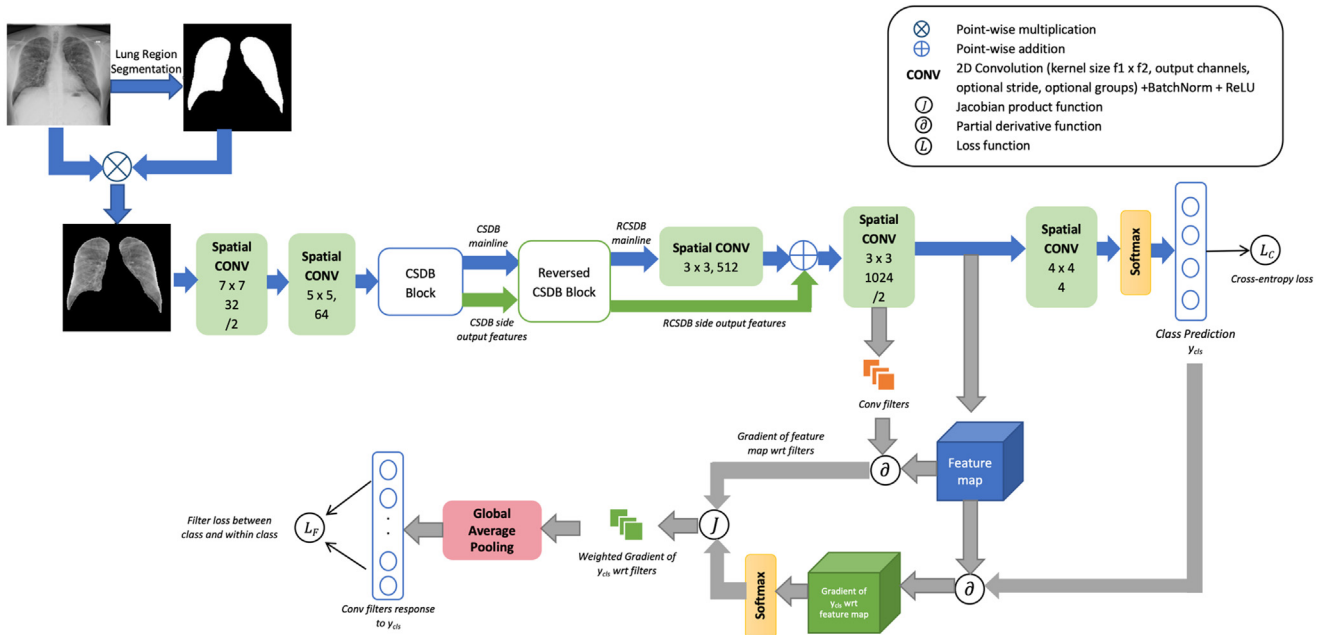 Lung Region
Segmentation
Point-wise multiplication
Point-wise addition
CONV
2D Convolution (kernel size f1 x f2, output channels,
optional stride, optional groups) +BatchNorm + ReLU
J
Jacobian product function
∂
Partial derivative function
L
Loss function
Spatial
CONV
7 x 7
32
/2
Spatial
CONV
5 x 5,
64
CSDB
Block
CSDB
mainline
CSDB side
output features
Reversed
CSDB Block
RCSDB
mainline
RCSDB side output features
Spatial CONV
3 x 3, 512
Spatial
CONV
3 x 3
1024
/2
Spatial
CONV
4 x 4
4
Softmax
L_C
Cross-entropy loss
Class Prediction
y_cls
Conv filters
Gradient of feature
map wrt filters
∂
Feature
map
Filter loss between
class and within class
L_F
Conv filters response
to y_cls
Global
Average
Pooling
Weighted Gradient of
y_cls wrt filters
J
Softmax
Gradient of
y_cls wrt
feature map
∂